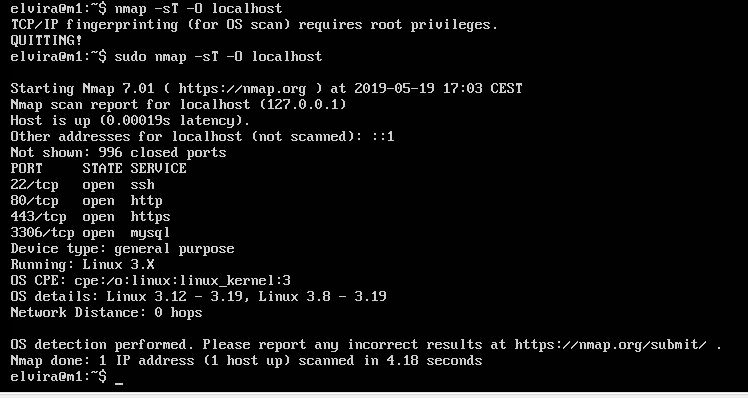 elvira@m1:~$ nmap -sT -O localhost
TCP/IP fingerprinting (for OS scan) requires root privileges.
QUITTING!
elvira@m1:~$ sudo nmap -sT -O localhost
Starting Nmap 7.01 ( https://nmap.org ) at 2019-05-19 17:03 CEST
Nmap scan report for localhost (127.0.0.1)
Host is up (0.00019s latency).
Other addresses for localhost (not scanned): ::1
Not shown: 996 closed ports
PORT     STATE SERVICE
22/tcp   open  ssh
80/tcp   open  http
443/tcp  open  https
3306/tcp open  mysql
Device type: general purpose
Running: Linux 3.X
OS CPE: cpe:/o:linux:linux_kernel:3
OS details: Linux 3.12 - 3.19, Linux 3.8 - 3.19
Network Distance: 0 hops
OS detection performed. Please report any incorrect results at https://nmap.org/submit/ .
Nmap done: 1 IP address (1 host up) scanned in 4.18 seconds
elvira@m1:~$ _